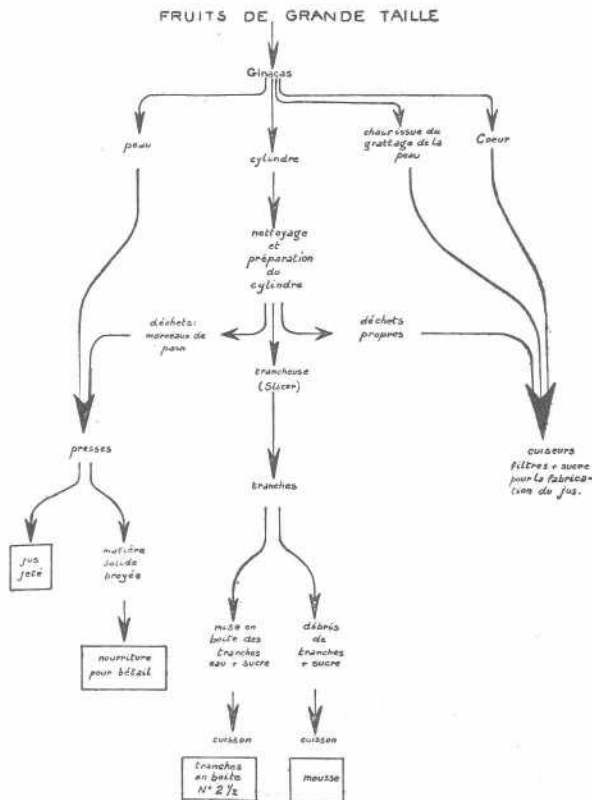 FRUITS DE GRANDE TAILLE
Ginacas
peau
cylindre
chair issue du
grattage de la
peau
Coeur
nettoyage
et
préparation
du
cylindre
déchets:
morceaux de
peau
déchets
propres
trancheuse
(Slicer)
presses
tranches
cuiseurs
filtres + sucre
pour la fabrica-
tion du jus.
jus
jeté
matière
solide
broyée
nourriture
pour bétail
mise en
boîte des
tranches
eau + sucre
débris
de
tranches
+ sucre
cuisson
cuisson
tranches
en boîte
N° 2 1/2
mousse